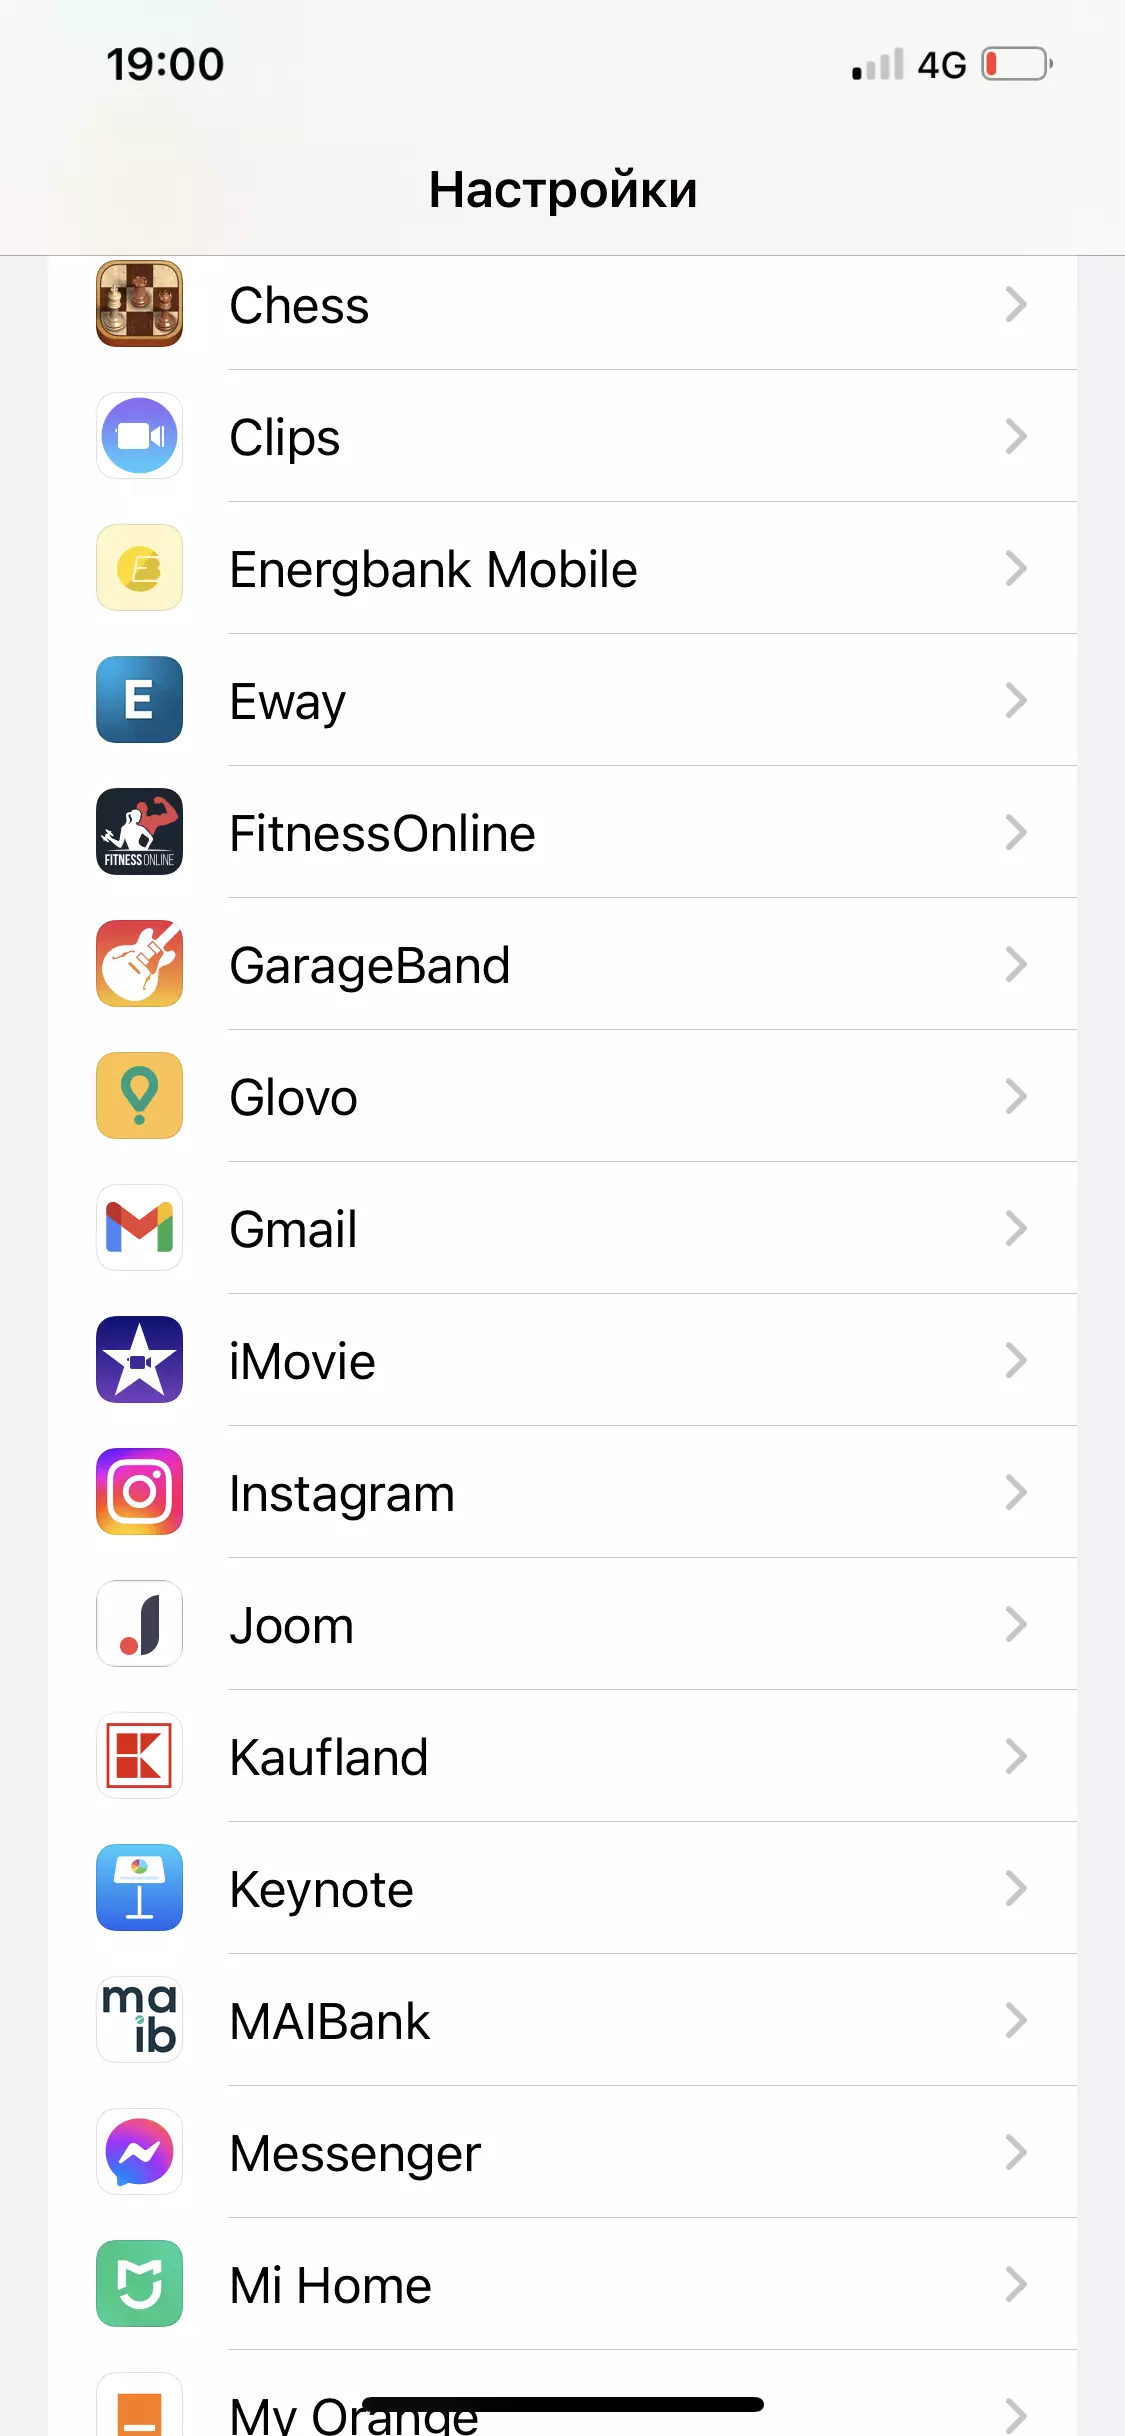 19:00 4G
Настройки
Chess
Clips
Energbank Mobile
E Eway
FITNESS ONLINE FitnessOnline
GarageBand
Glovo
Gmail
iMovie
Instagram
Joom
Kaufland
Keynote
ma
ib
MAIBank
Messenger
Mi Home
My Orange